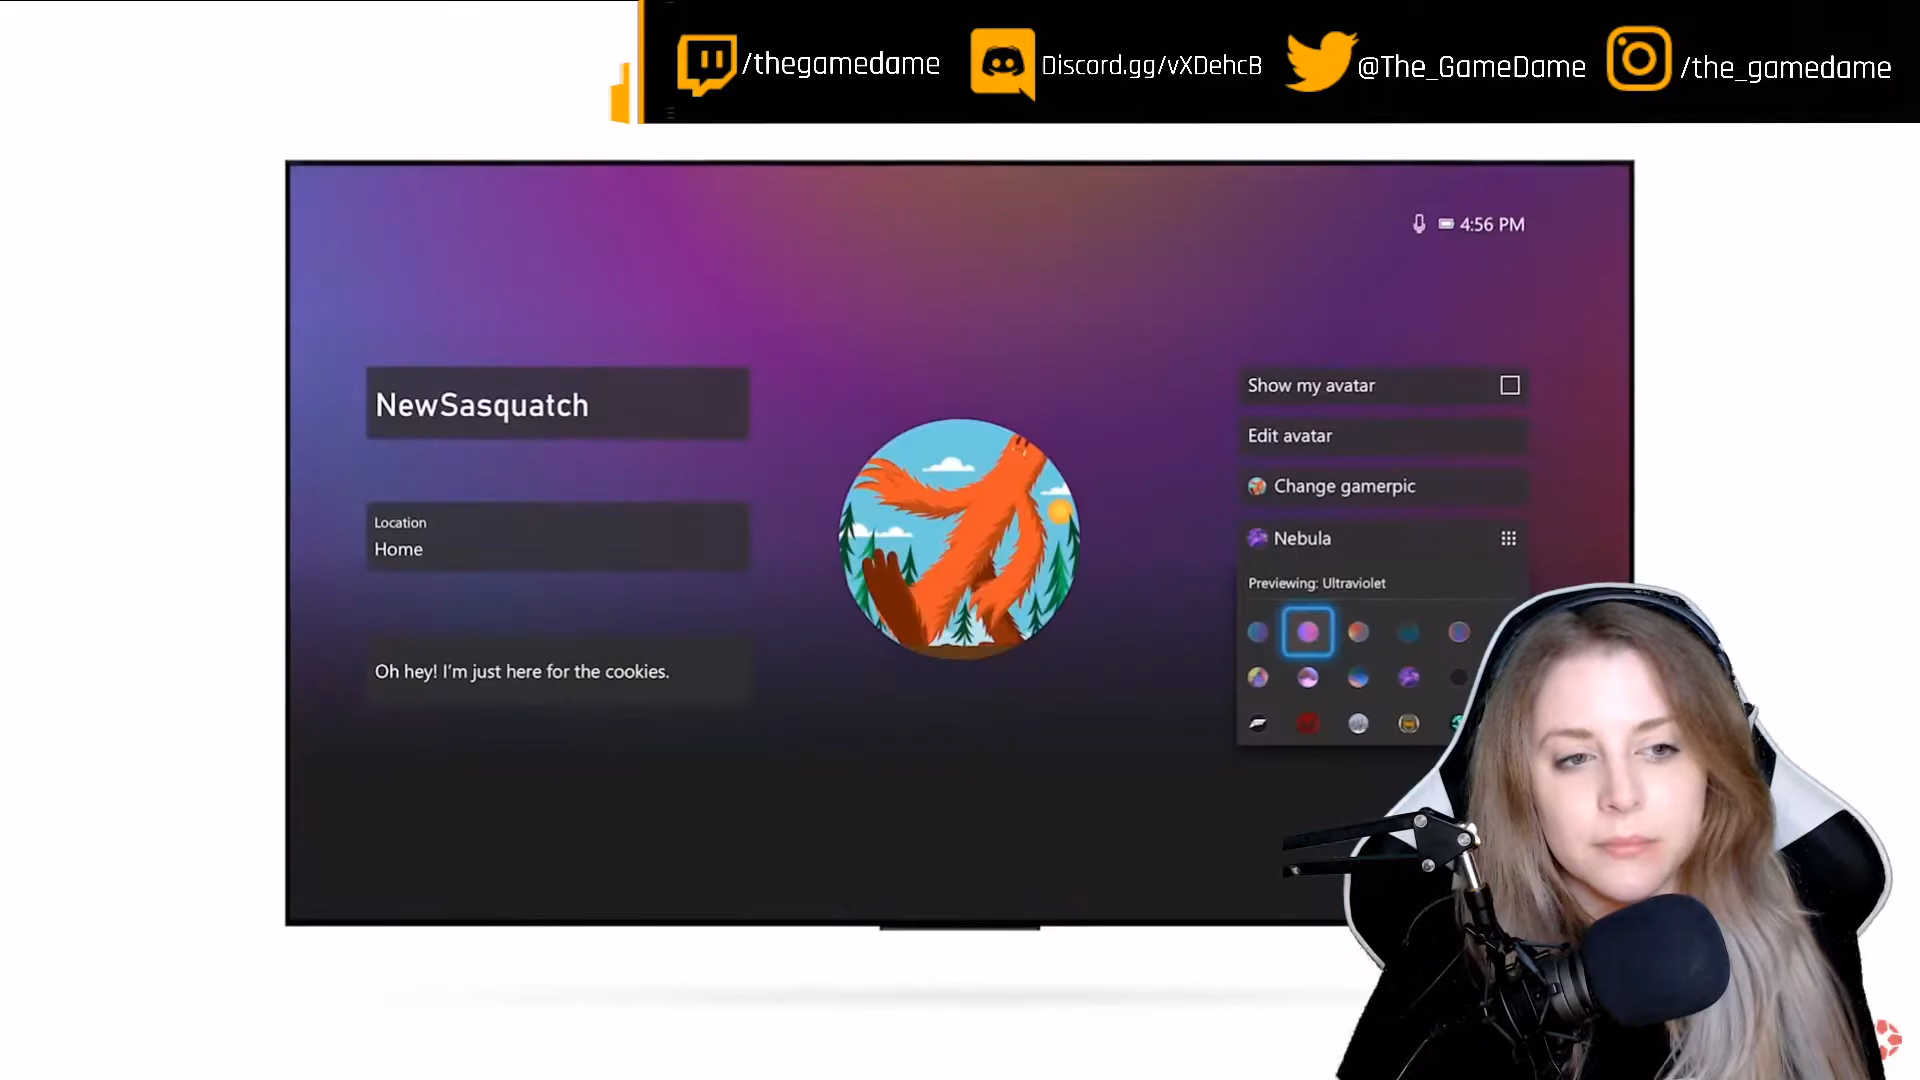 /thegamedame
Discord.gg/vXDehcB
@The_GameDame
/the_gamedame
4:56 PM
NewSasquatch
Location
Home
Oh hey! I'm just here for the cookies.
Show my avatar
Edit avatar
Change gamerpic
Nebula
Previewing: Ultraviolet